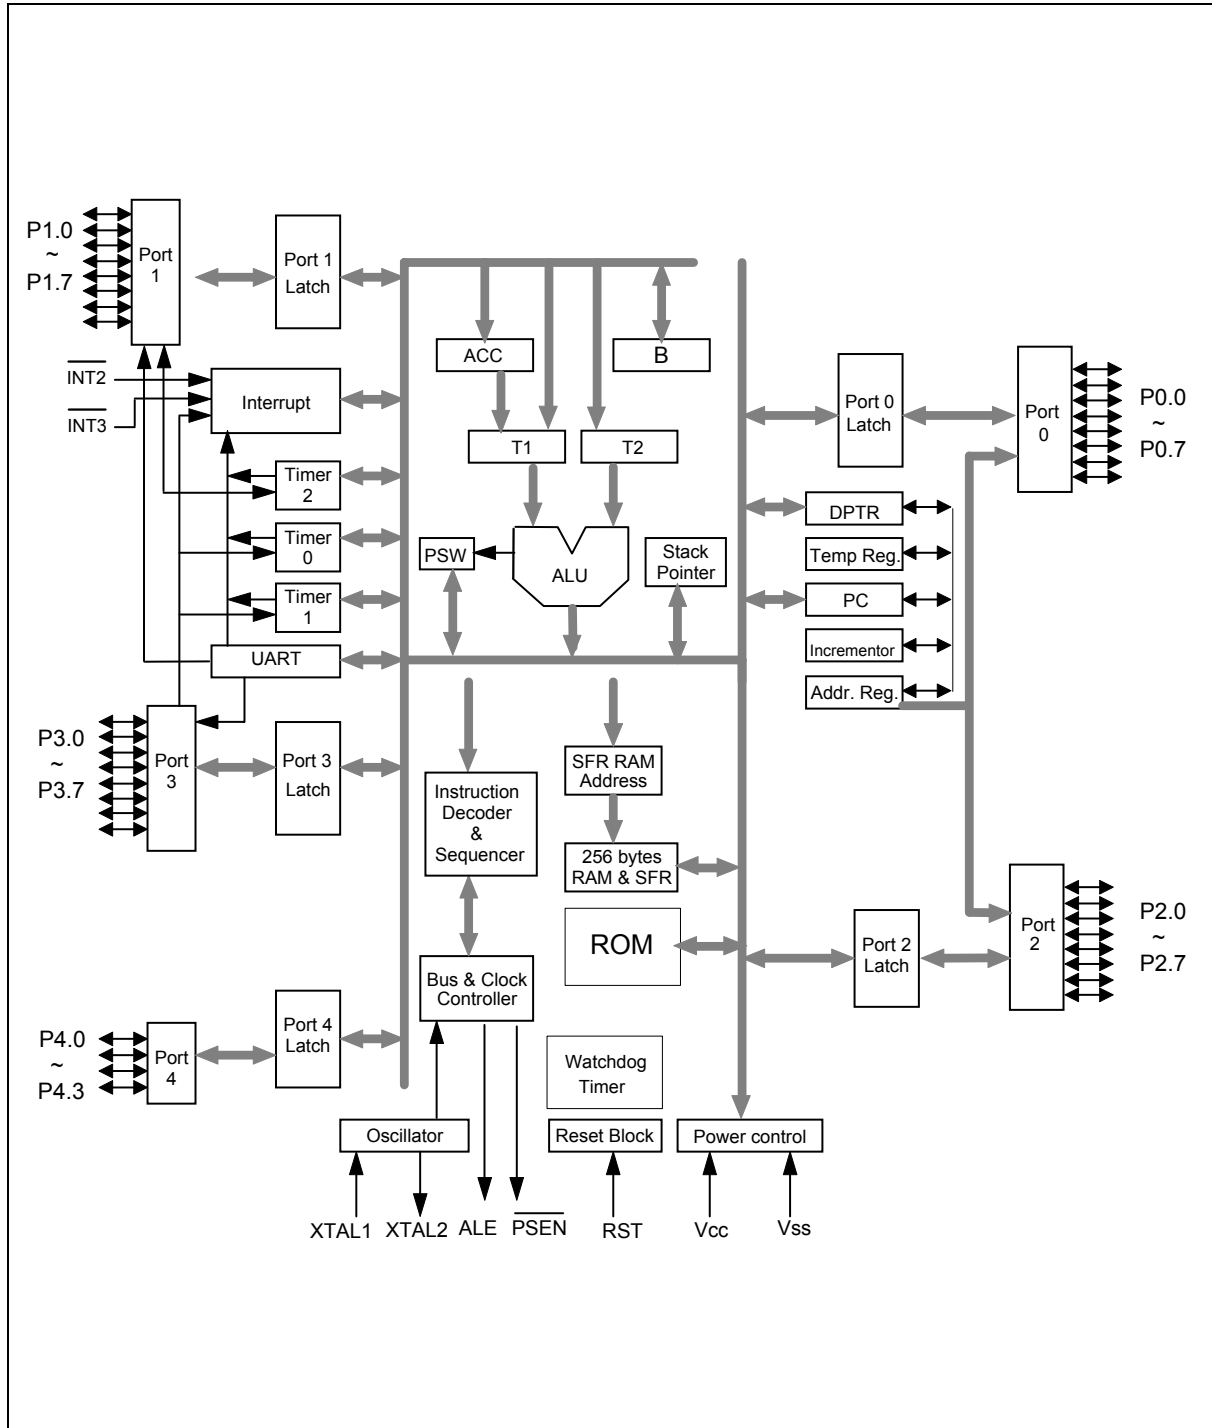 P1.0
~
P1.7
Port
1
Port 1
Latch
INT2
INT3
Interrupt
Timer
2
Timer
0
Timer
1
UART
P3.0
~
P3.7
Port
3
Port 3
Latch
P4.0
~
P4.3
Port
4
Port 4
Latch
ACC
B
T1
T2
PSW
ALU
Stack
Pointer
Instruction
Decoder
&
Sequencer
SFR RAM
Address
256 bytes
RAM & SFR
ROM
Bus & Clock
Controller
Watchdog
Timer
Oscillator
Reset Block
Power control
XTAL1
XTAL2
ALE
PSEN
RST
Vcc
Vss
Port 0
Latch
Port
0
P0.0
~
P0.7
DPTR
Temp Reg.
PC
Incrementor
Addr. Reg.
Port 2
Latch
Port
2
P2.0
~
P2.7